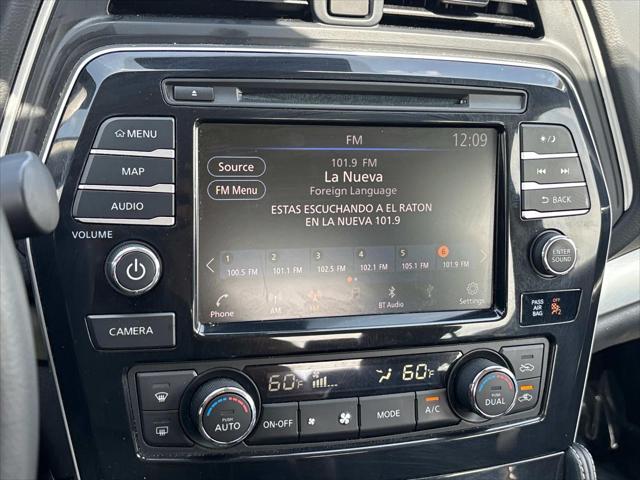 FM 12:09
MENU
MAP
AUDIO
VOLUME
CAMERA
Source
FM Menu
101.9 FM
La Nueva
Foreign Language
ESTAS ESCUCHANDO A EL RATON
EN LA NUEVA 101.9
1 2 3 4 5 6
100.5 FM 101.1 FM 102.5 FM 102.1 FM 105.1 FM 101.9 FM
Phone AM FM BT Audio Settings
BACK
ENTER
SOUND
PASS
AIR
BAG
OFF
60°F 60°F
PUSH
AUTO
ON·OFF
MODE
A/C
PUSH
DUAL